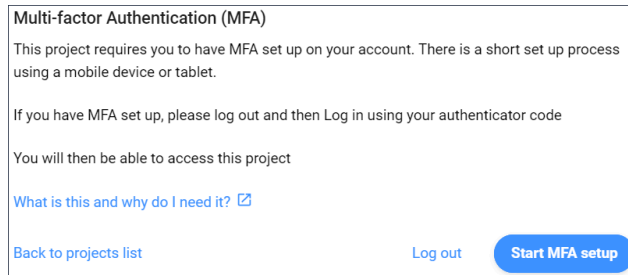 Multi-factor Authentication (MFA)
This project requires you to have MFA set up on your account. There is a short set up process
using a mobile device or tablet.
If you have MFA set up, please log out and then Log in using your authenticator code
You will then be able to access this project
What is this and why do I need it?
Back to projects list
Log out
Start MFA setup